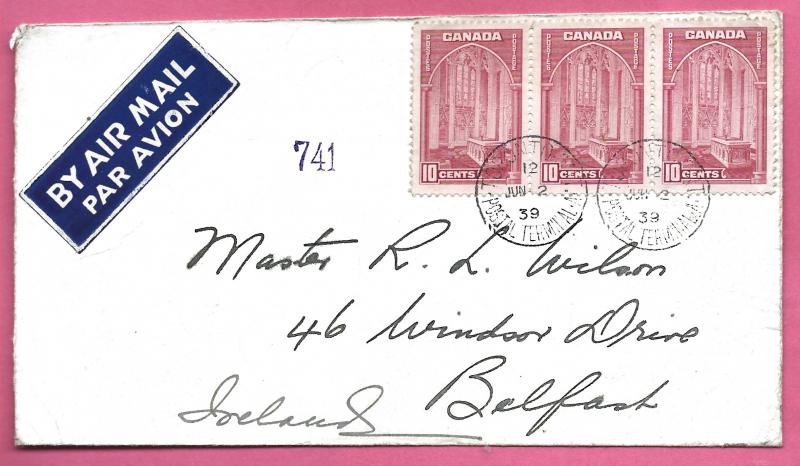 BY AIR MAIL
PAR AVION
741
CANADA
POSTES POSTAGE
10 CENTS
CANADA
POSTES POSTAGE
10 CENTS
CANADA
POSTES POSTAGE
10 CENTS
12
JUN 2
39
POSTAL TERMINAL-A
12
JUN 2
39
POSTAL TERMINAL-A
Master R. L. Wilson
46 Windsor Drive
Belfast
Ireland